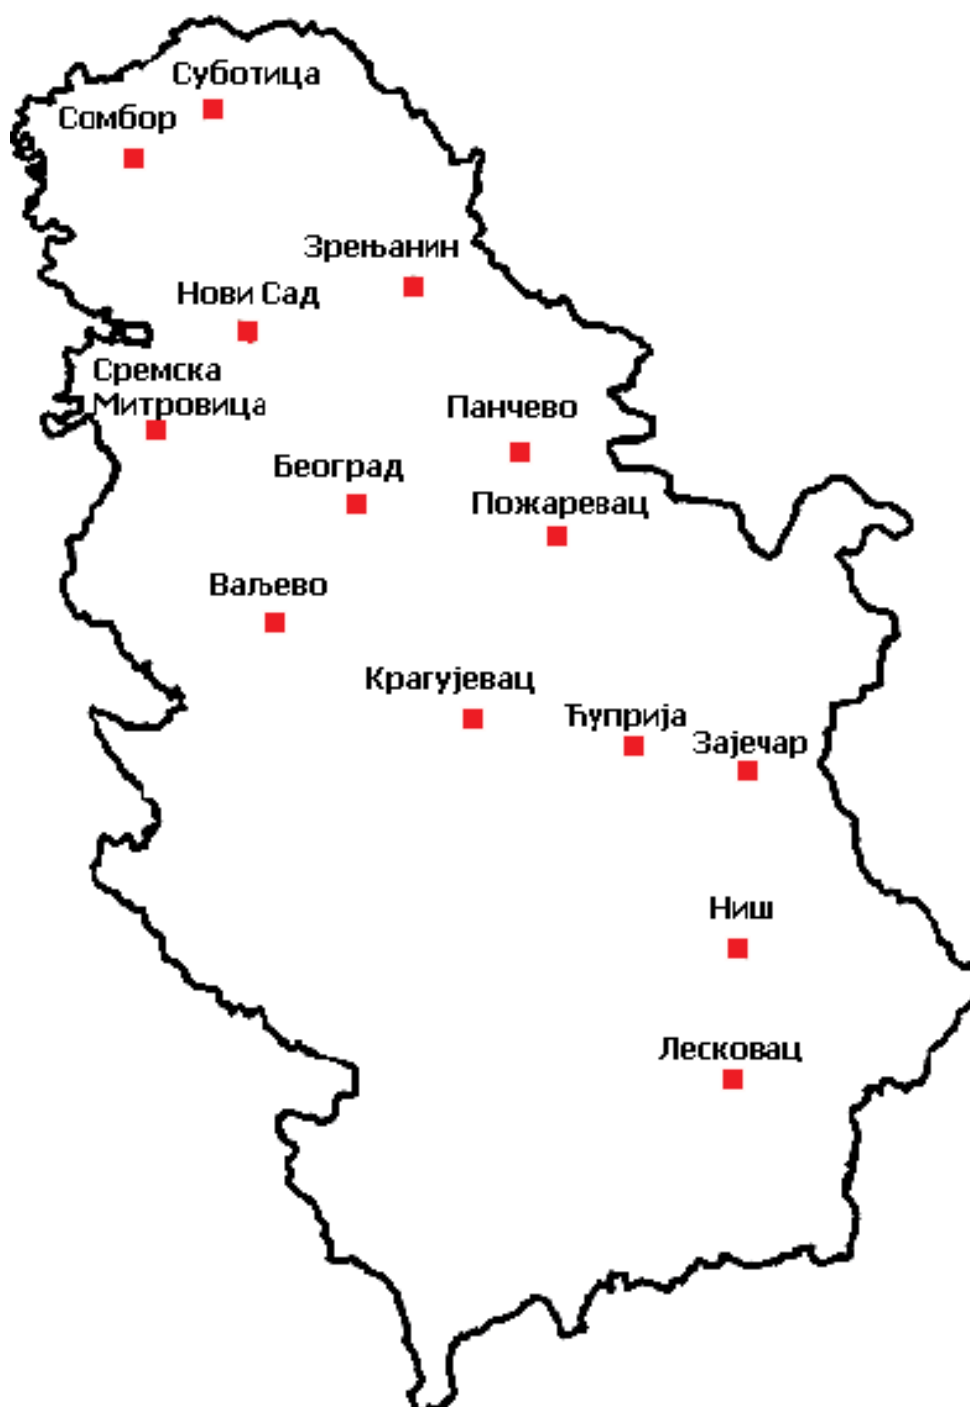 Суботица
Сомбор
Зрењанин
Нови Сад
Сремска
Митровица
Панчево
Београд
Пожаревац
Ваљево
Крагујевац
Ћуприја
Зајечар
Ниш
Лесковац